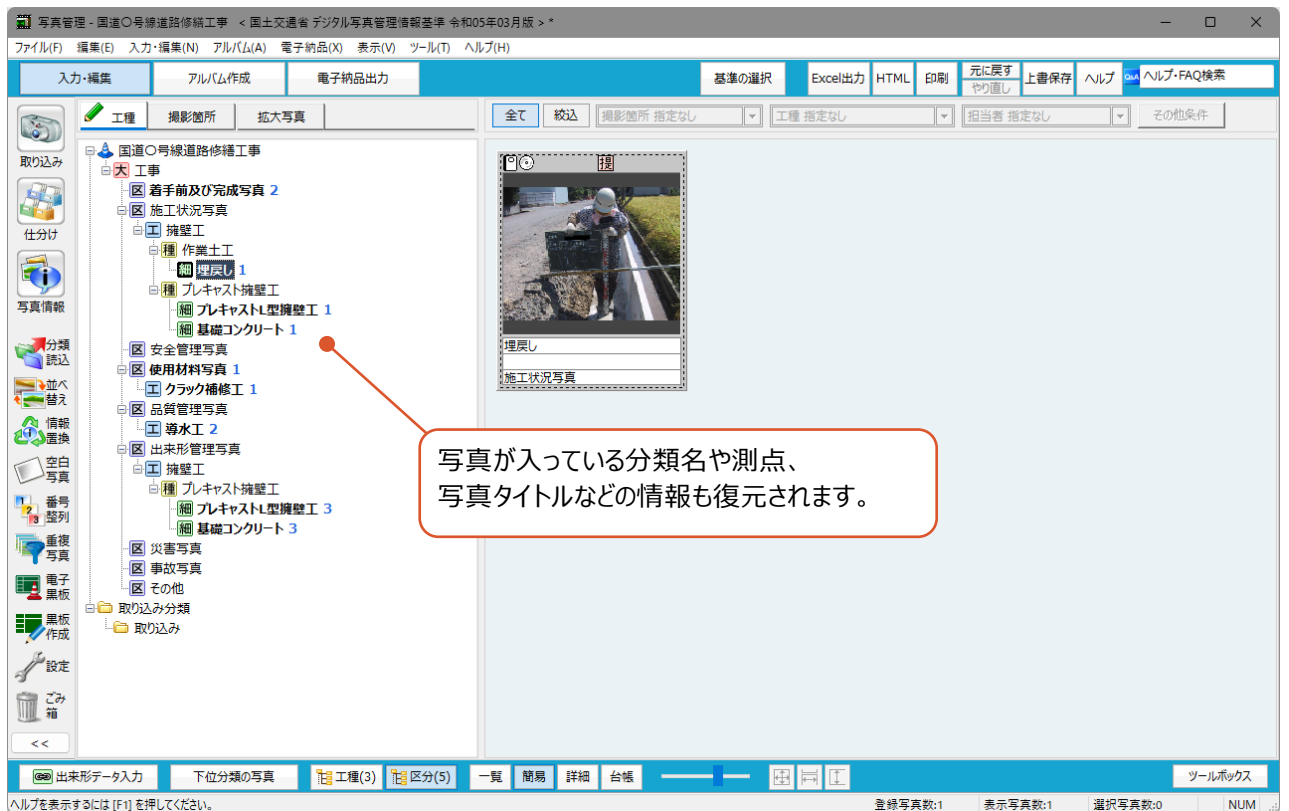 写真管理 - 国道〇号線道路修繕工事 < 国土交通省 デジタル写真管理情報基準 令和05年03月版 > *
ファイル(F) 編集(E) 入力・編集(N) アルバム(A) 電子納品(X) 表示(V) ツール(T) ヘルプ(H)
入力・編集 アルバム作成 電子納品出力 基準の選択 Excel出力 HTML 印刷 元に戻す やり直し 上書保存 ヘルプ Q&A ヘルプ・FAQ検索
工種 撮影箇所 拡大写真 全て 絞込 撮影箇所 指定なし 工種 指定なし 担当者 指定なし その他条件
取り込み
仕分け
写真情報
分類
読込
並べ
替え
情報
置換
空白
写真
番号
整列
重複
写真
電子
黒板
黒板
作成
設定
ごみ
箱
<<
国道〇号線道路修繕工事
大 工事
区 着手前及び完成写真 2
区 施工状況写真
工 擁壁工
種 作業土工
細 埋戻し 1
種 プレキャスト擁壁工
細 プレキャストL型擁壁工 1
細 基礎コンクリート 1
区 安全管理写真
区 使用材料写真 1
工 クラック補修工 1
区 品質管理写真
工 導水工 2
区 出来形管理写真
工 擁壁工
種 プレキャスト擁壁工
細 プレキャストL型擁壁工 3
細 基礎コンクリート 3
区 災害写真
区 事故写真
区 その他
取り込み分類
取り込み
提
埋戻し
施工状況写真
写真が入っている分類名や測点、
写真タイトルなどの情報も復元されます。
出来形データ入力 下位分類の写真 工種(3) 区分(5) 一覧 簡易 詳細 台帳 ツールボックス
ヘルプを表示するには [F1] を押してください。 登録写真数:1 表示写真数:1 選択写真数:0 NUM